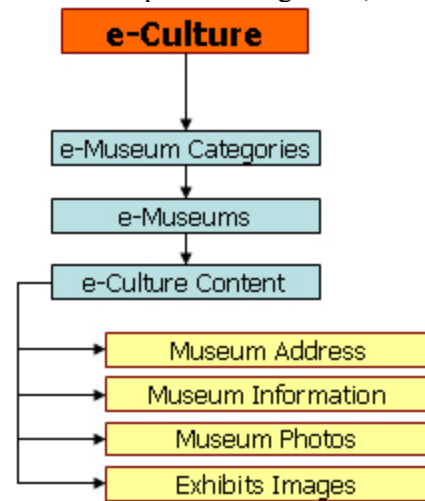 e-Culture
e-Museum Categories
e-Museums
e-Culture Content
Museum Address
Museum Information
Museum Photos
Exhibits Images